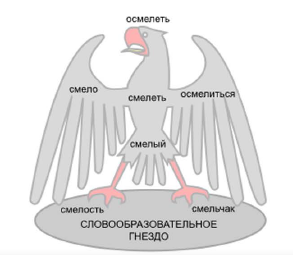 осмелеть
смело
смелеть
осмелиться
смелый
смелость
смельчак
СЛОВООБРАЗОВАТЕЛЬНОЕ
ГНЕЗДО